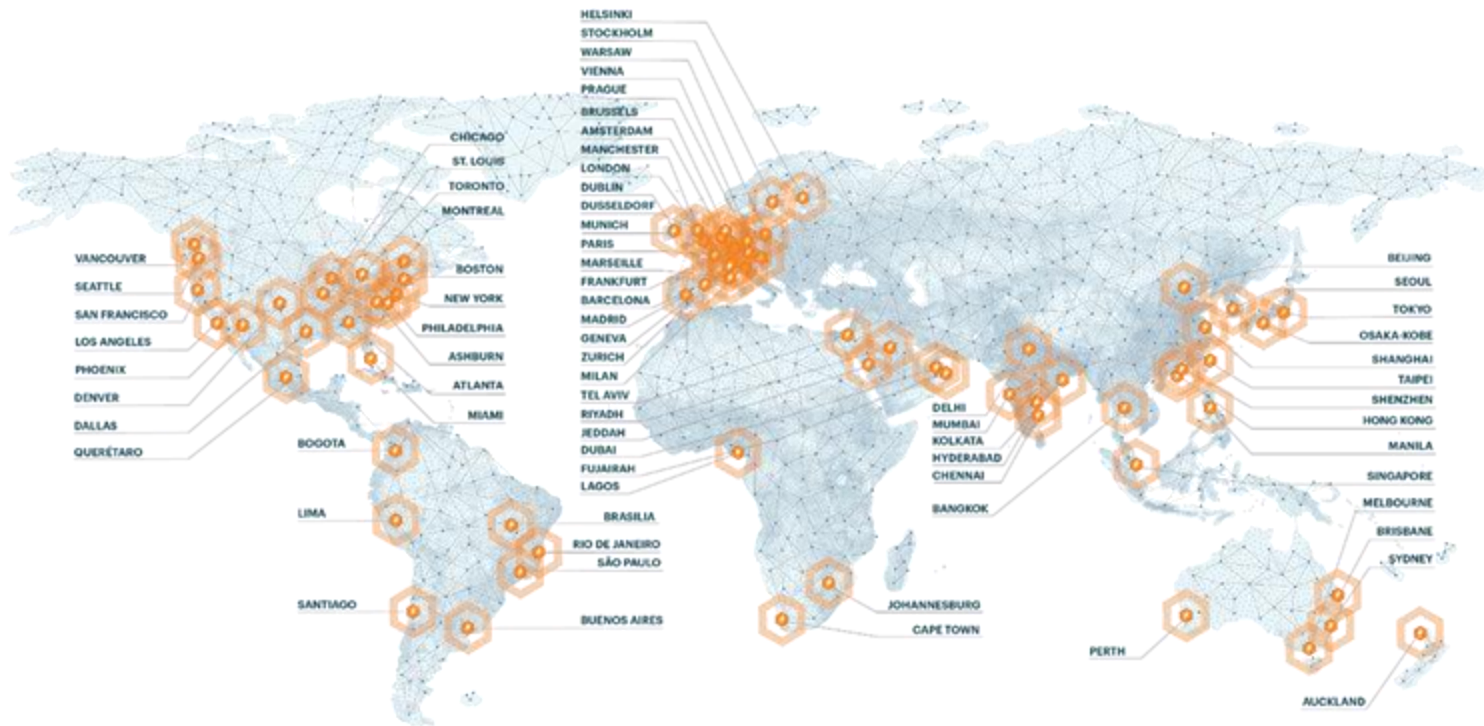 HELSINKI
STOCKHOLM
WARSAW
VIENNA
PRAGUE
BRUSSELS
AMSTERDAM
MANCHESTER
LONDON
DUBLIN
DUSSELDORF
MUNICH
PARIS
MARSEILLE
FRANKFURT
BARCELONA
MADRID
GENEVA
ZURICH
MILAN
TEL AVIV
RIYADH
JEDDAH
DUBAI
FUJAIRAH
LAGOS
CHICAGO
ST. LOUIS
TORONTO
MONTREAL
BOSTON
NEW YORK
PHILADELPHIA
ASHBURN
ATLANTA
MIAMI
VANCOUVER
SEATTLE
SAN FRANCISCO
LOS ANGELES
PHOENIX
DENVER
DALLAS
QUERÉTARO
BOGOTA
LIMA
SANTIAGO
BRASILIA
RIO DE JANEIRO
SÃO PAULO
BUENOS AIRES
JOHANNESBURG
CAPE TOWN
DELHI
MUMBAI
KOLKATA
HYDERABAD
CHENNAI
BANGKOK
BEIJING
SEOUL
TOKYO
OSAKA-KOBE
SHANGHAI
TAIPEI
SHENZHEN
HONG KONG
MANILA
SINGAPORE
MELBOURNE
BRISBANE
SYDNEY
PERTH
AUCKLAND